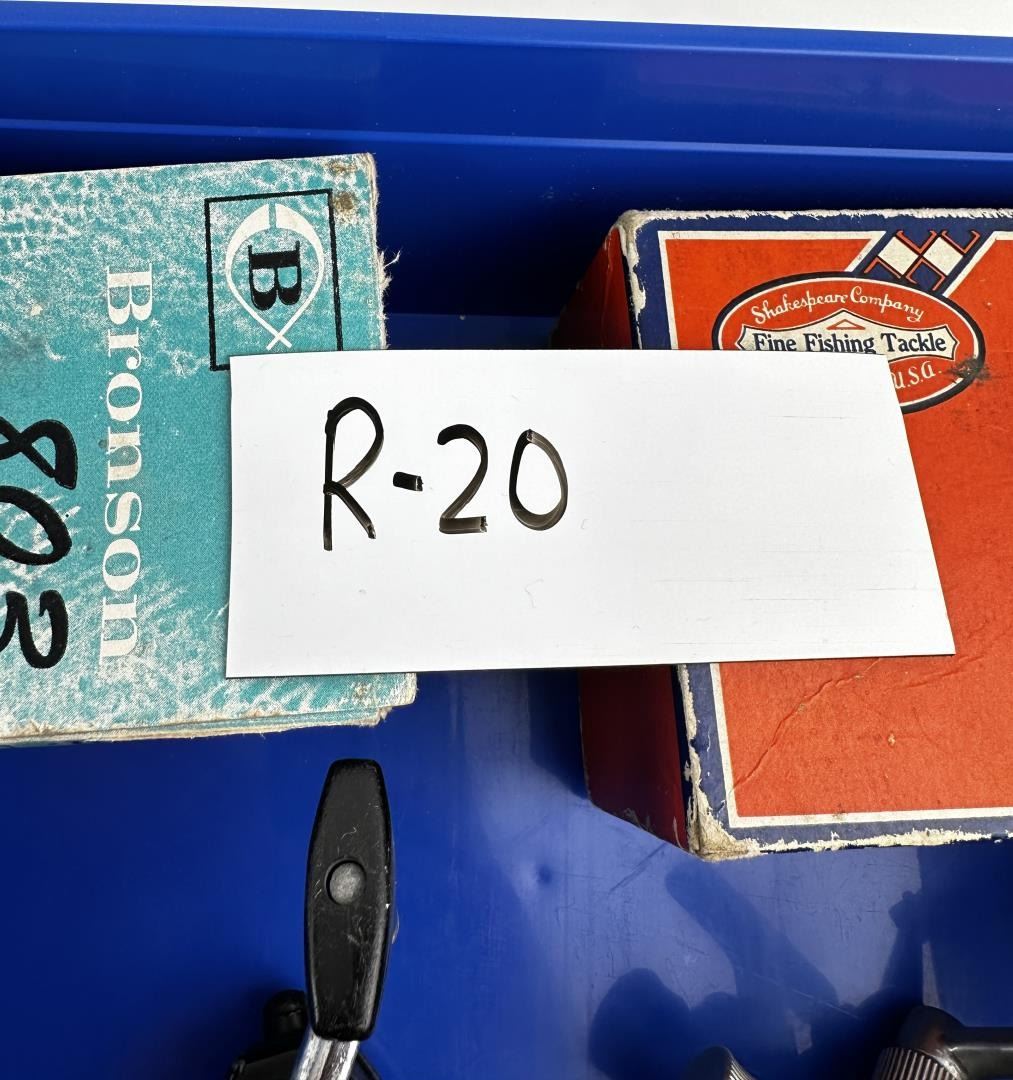 B
Bronson
803
R-20
Shakespeare Company
Fine Fishing Tackle
U.S.A.